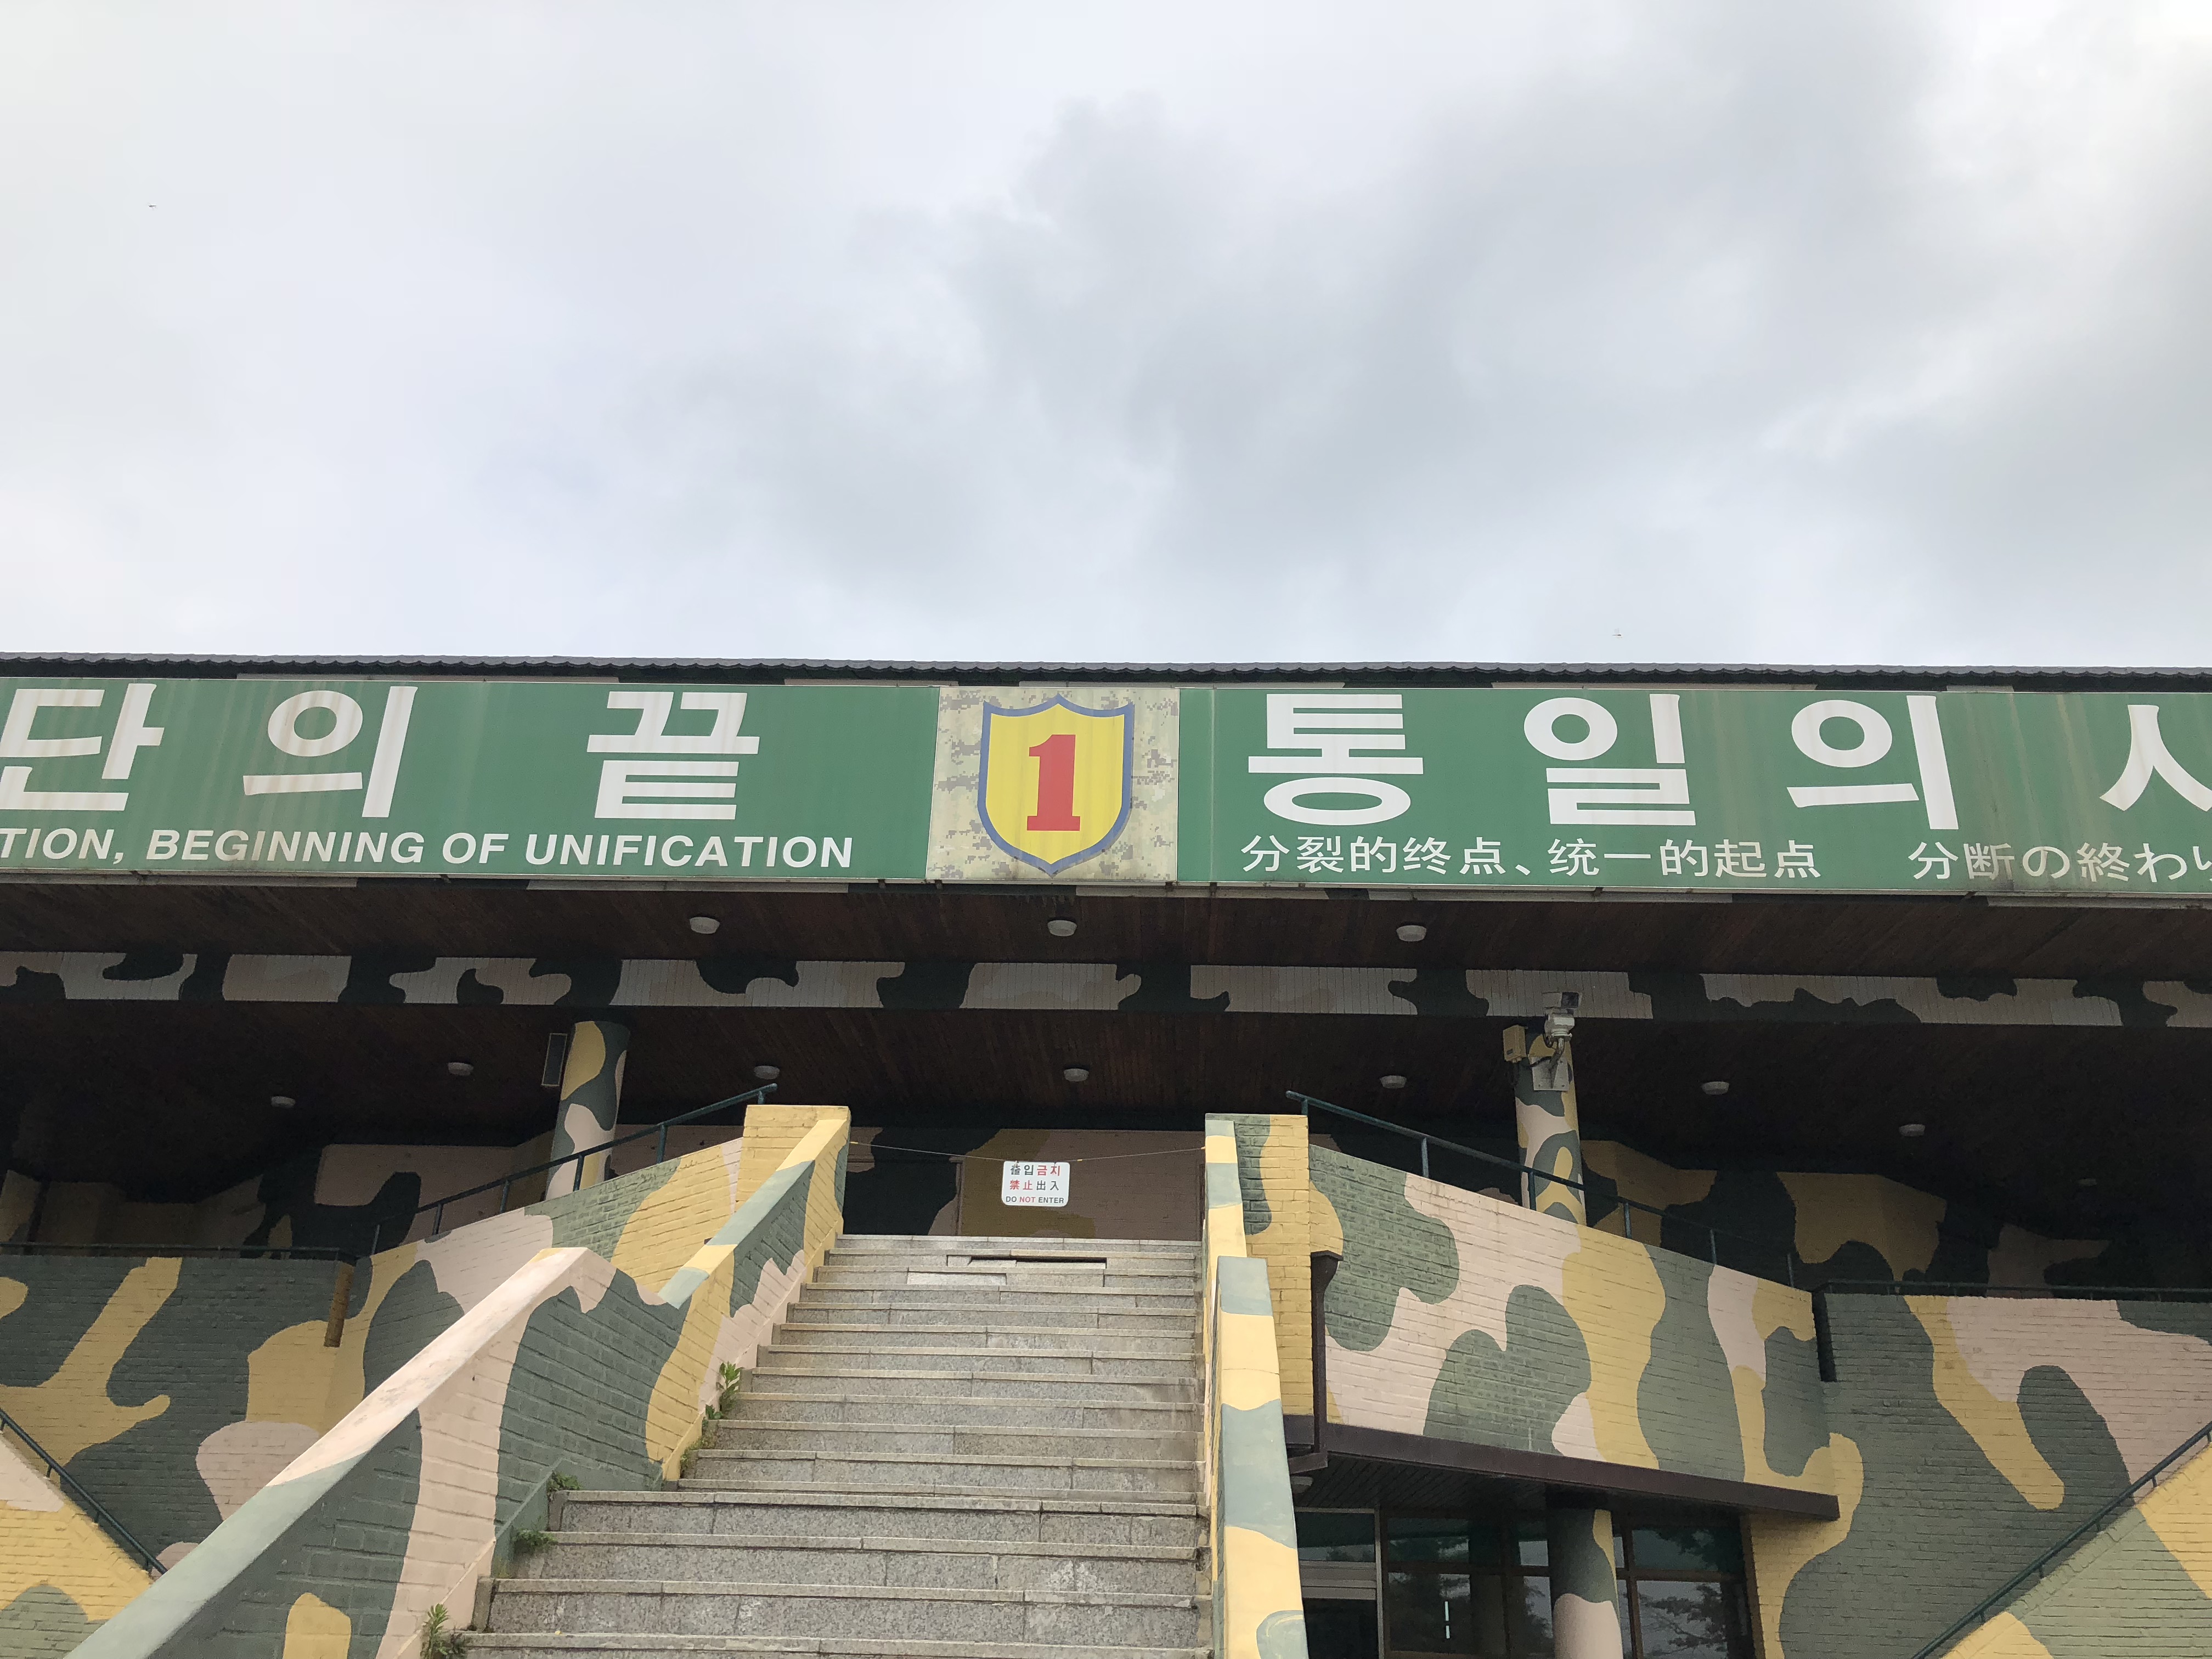 단의 끝
TION, BEGINNING OF UNIFICATION
1
통일의 시
分裂的终点、统一的起点 分断の終わり
출입금지
禁止出入
DO NOT ENTER